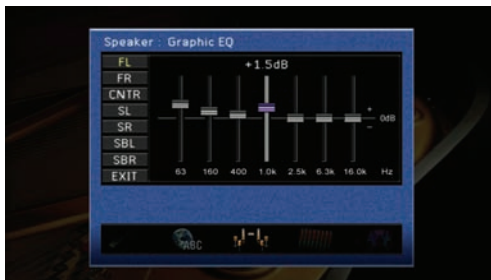 Speaker : Graphic EQ
FL
FR
CNTR
SL
SR
SBL
SBR
EXIT
+1.5dB
+
0dB
−
63 160 400 1.0k 2.5k 6.3k 16.0k Hz
ABC